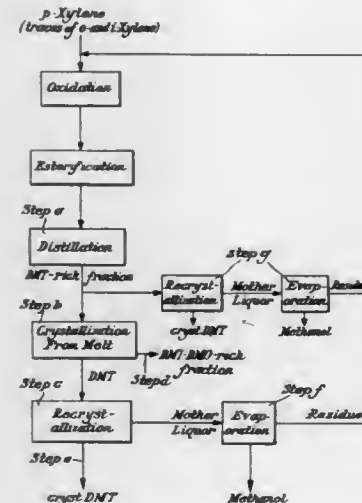 p-Xylene
(traces of o-and i-Xylene)
Oxidation
Esterification
Step a
Distillation
DMT-rich fraction
Step g
Recryst-
allization
Mother
Liquor
Evap-
oration
cryst DMT
Methanol
Step b
Crystallization
From Melt
DMT-DMO-rich
fraction
Step d
DMT
Step c
Recryst-
allization
Mother
Liquor
Evap-
oration
Step f
Residue
Step e
cryst DMT
Methanol